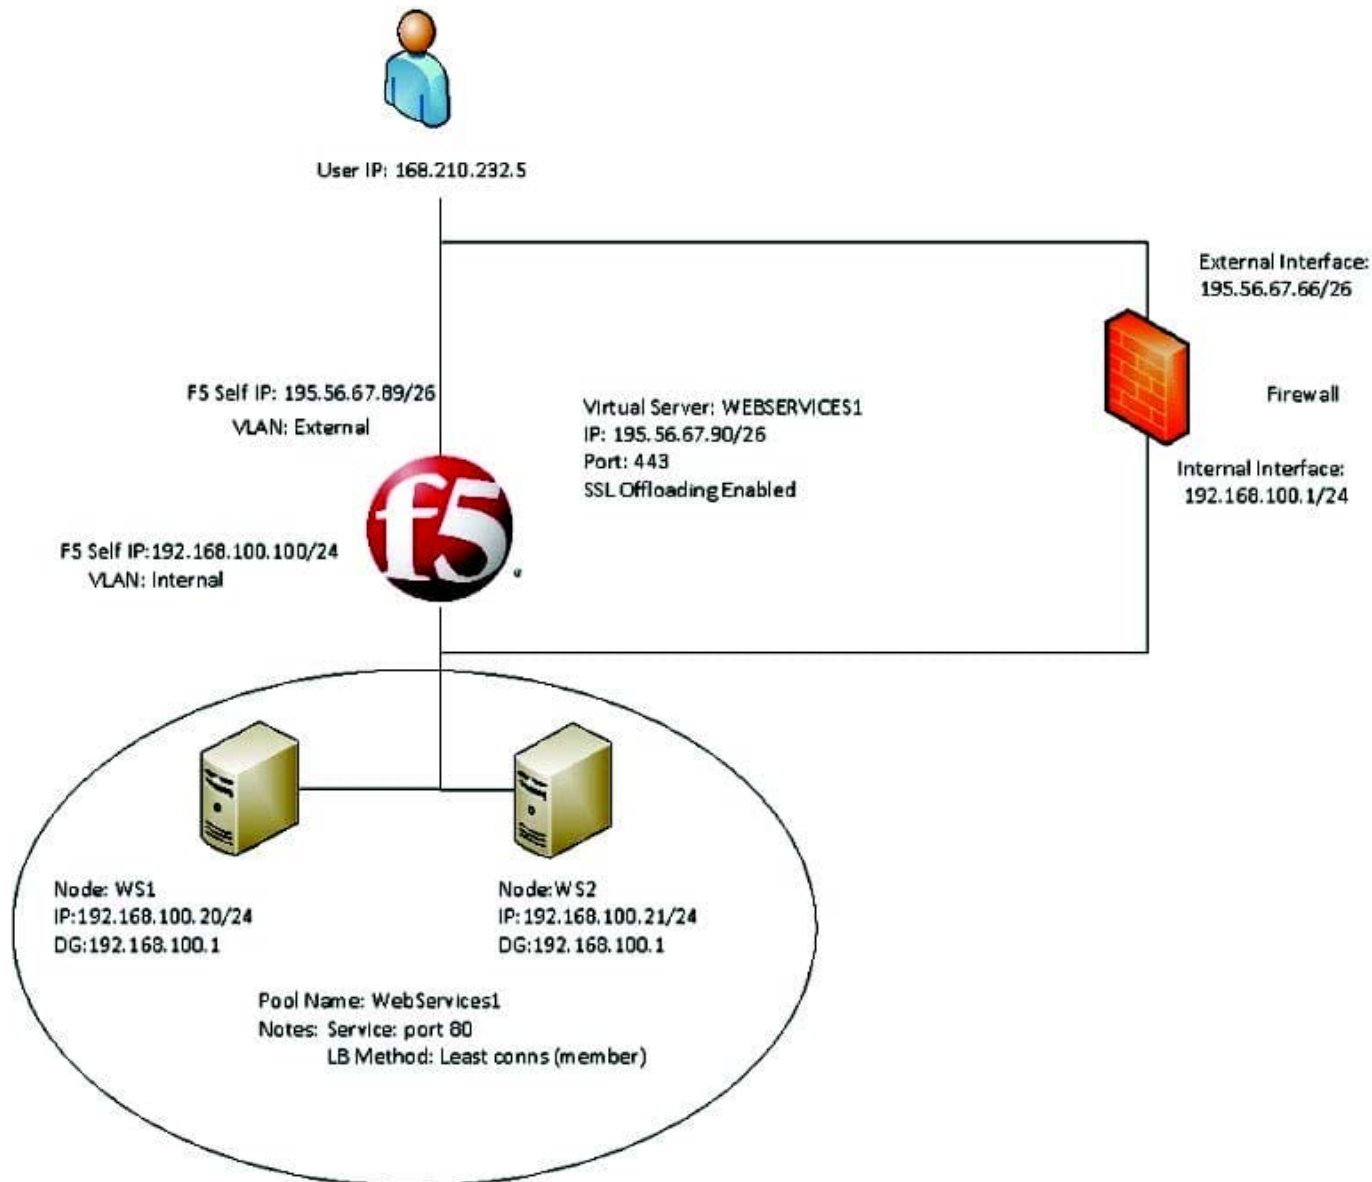 User IP: 168.210.232.5
External Interface:
195.56.67.66/26
F5 Self IP: 195.56.67.89/26
VLAN: External
Virtual Server: WEBSERVICES1
IP: 195.56.67.90/26
Port: 443
SSL Offloading Enabled
Firewall
Internal Interface:
192.168.100.1/24
f5
F5 Self IP:192.168.100.100/24
VLAN: Internal
Node: WS1
IP:192.168.100.20/24
DG:192.168.100.1
Node:WS2
IP:192.168.100.21/24
DG:192.168.100.1
Pool Name: WebServices1
Notes: Service: port 80
LB Method: Least conns (member)